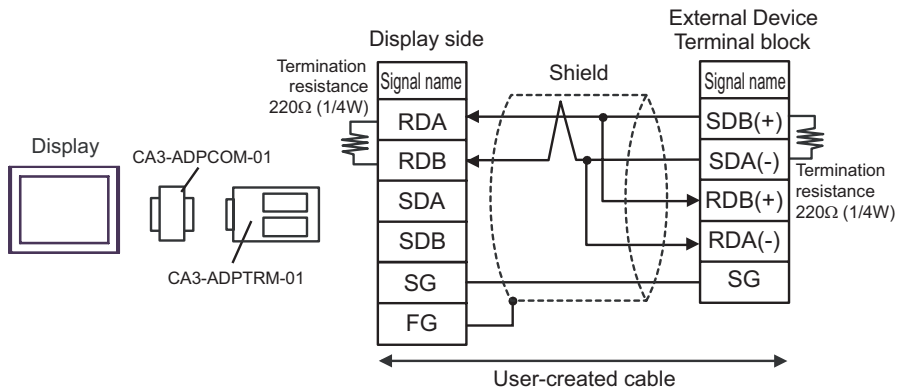 External Device
Terminal block
Display side
Termination
resistance
220Ω (1/4W)
Shield
Signal name
Signal name
RDA
SDB(+)
RDB
SDA(-)
SDA
RDB(+)
SDB
RDA(-)
SG
SG
FG
Termination
resistance
220Ω (1/4W)
Display
CA3-ADPCOM-01
CA3-ADPTRM-01
User-created cable